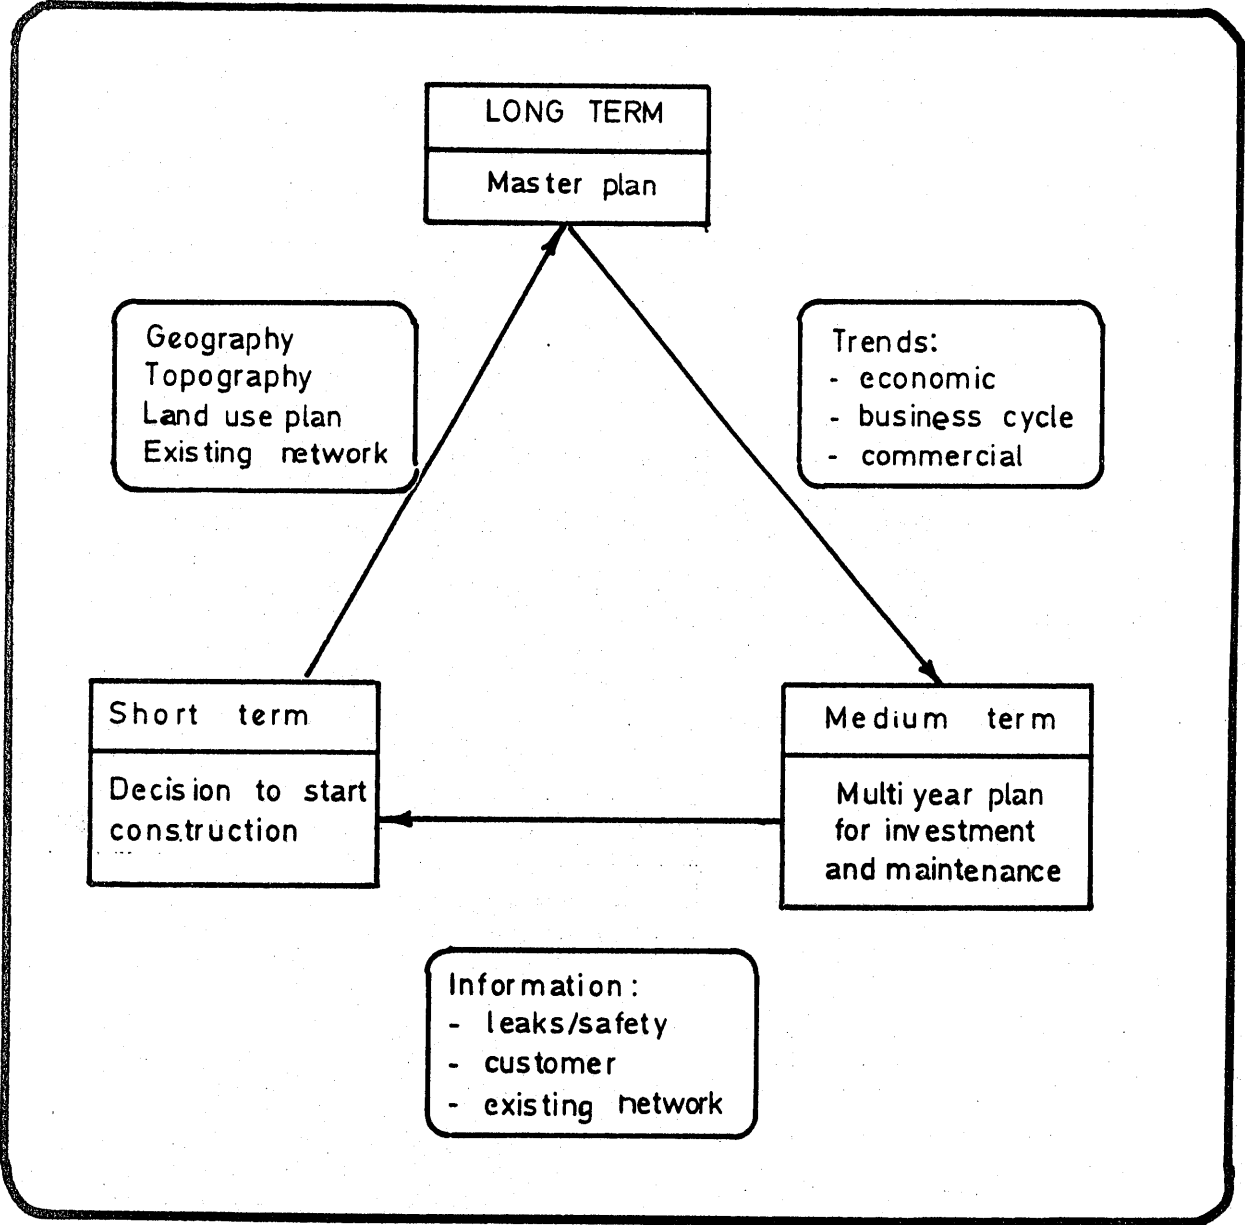 LONG TERM
Master plan
Geography
Topography
Land use plan
Existing network
Trends:
- economic
- business cycle
- commercial
Short term
Decision to start
construction
Medium term
Multi year plan
for investment
and maintenance
Information:
- leaks/safety
- customer
- existing network